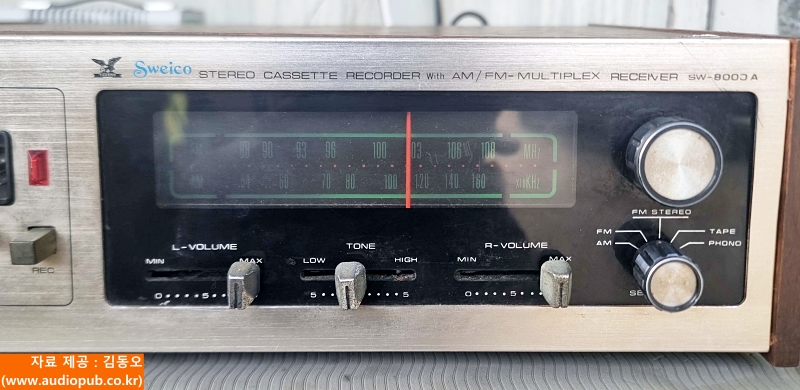 Sweico STEREO CASSETTE RECORDER With AM/FM-MULTIPLEX RECEIVER SW-8000A
88 90 93 96 100 103 106 108 MHz
70 80 100 120 140 160 x10KHz
FM STEREO
FM TAPE
AM PHONO
L-VOLUME TONE R-VOLUME
MIN MAX LOW HIGH MIN MAX
0 5 5 5 0 5
REC
자료 제공 : 김동오
(www.audiopub.co.kr)